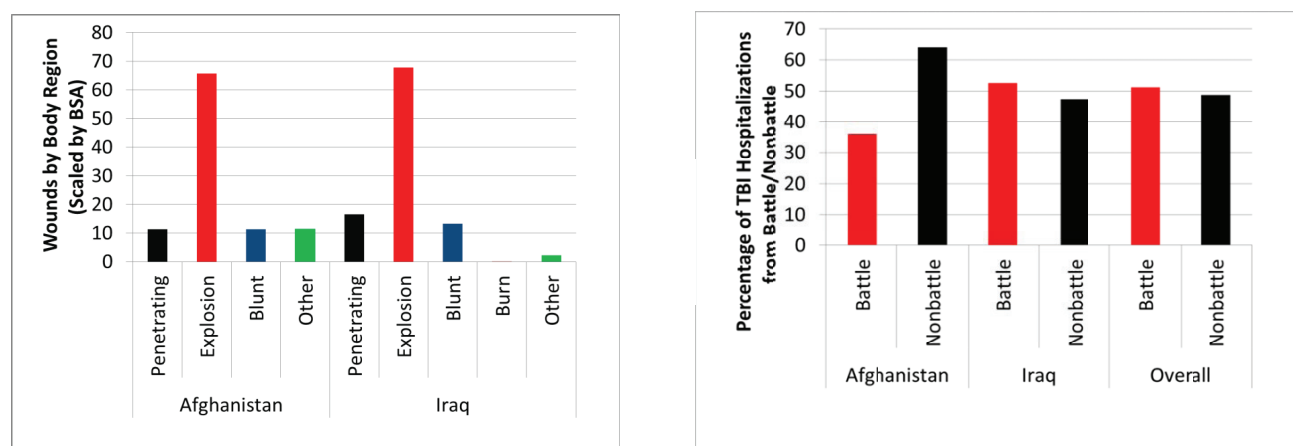 Wounds by Body Region
(Scaled by BSA)
80
70
60
50
40
30
20
10
0
Penetrating
Explosion
Blunt
Other
Penetrating
Explosion
Blunt
Burn
Other
Afghanistan
Iraq
Percentage of TBI Hospitalizations
from Battle/Nonbattle
70
60
50
40
30
20
10
0
Battle
Nonbattle
Battle
Nonbattle
Battle
Nonbattle
Afghanistan
Iraq
Overall